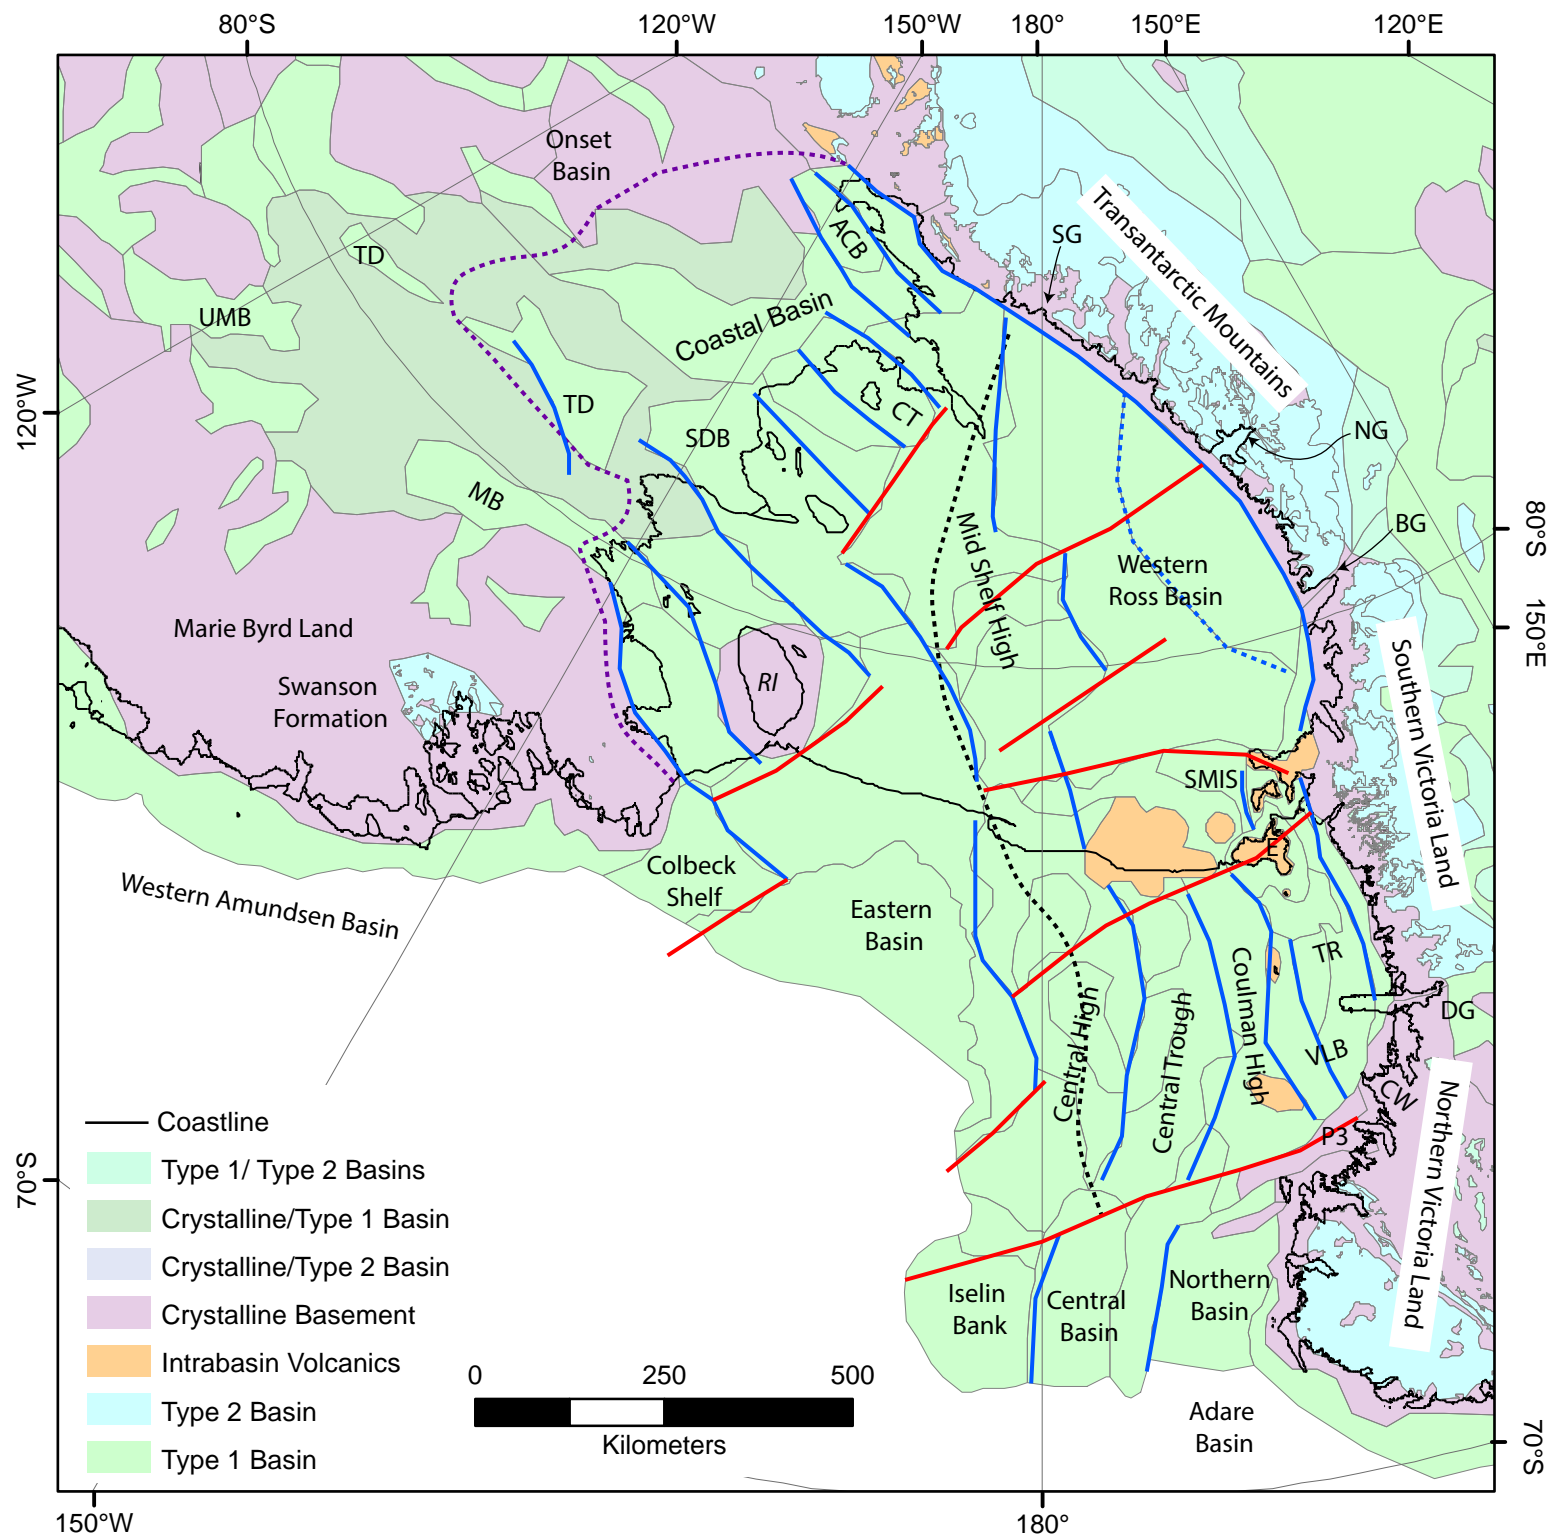 80°S
120°W
150°W
180°
150°E
120°E
Onset
Basin
TD
UMB
ACB
SG
Transantarctic Mountains
Coastal Basin
120°W
TD
CT
SDB
NG
MB
BG
80°S
Mid Shelf High
Western
Ross Basin
150°E
Marie Byrd Land
Swanson
Formation
RI
Southern Victoria Land
SMIS
E
Colbeck
Shelf
Western Amundsen Basin
Eastern
Basin
Central High
Central Trough
Coulman High
TR
DG
VLB
CW
P3
Northern Victoria Land
70°S
Coastline
Type 1/ Type 2 Basins
Crystalline/Type 1 Basin
Crystalline/Type 2 Basin
Crystalline Basement
Intrabasin Volcanics
Type 2 Basin
Type 1 Basin
Iselin
Bank
Central
Basin
Northern
Basin
0 250 500
Kilometers
Adare
Basin
70°S
150°W
180°